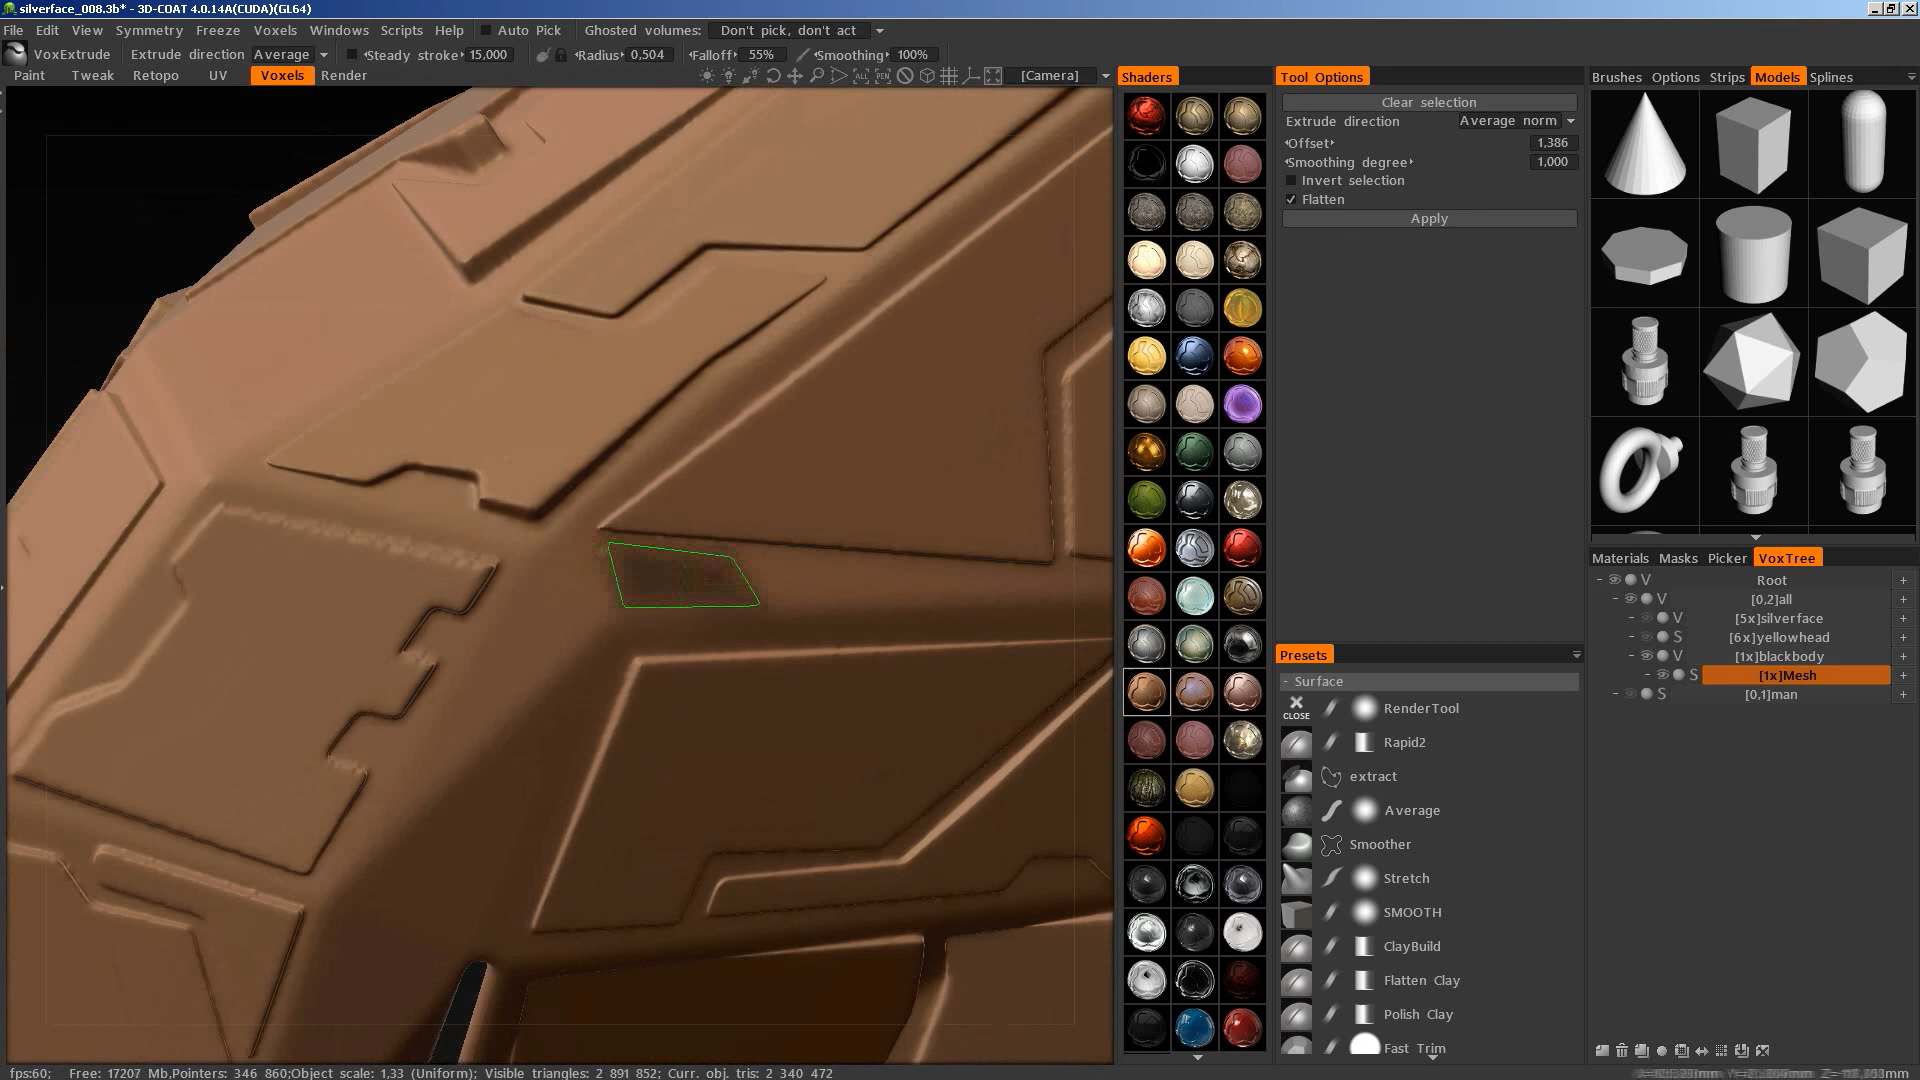 silverface_008.3b* - 3D-COAT 4.0.14A(CUDA)(GL64)
File Edit View Symmetry Freeze Voxels Windows Scripts Help Auto Pick Ghosted volumes: Don't pick, don't act
VoxExtrude Extrude direction Average Steady stroke 15,000 Radius 0,504 Falloff 55% Smoothing 100%
Paint Tweak Retopo UV Voxels Render ALL PEN [Camera]
Shaders
Tool Options
Clear selection
Extrude direction Average norm
Offset 1,386
Smoothing degree 1,000
Invert selection
Flatten
Apply
Presets
- Surface
CLOSE
RenderTool
Rapid2
extract
Average
Smoother
Stretch
SMOOTH
ClayBuild
Flatten Clay
Polish Clay
Fast Trim
Brushes Options Strips Models Splines
Materials Masks Picker VoxTree
- V Root +
- V [0,2]all +
- V [5x]silverface +
- S [6x]yellowhead +
- V [1x]blackbody +
- S [1x]Mesh +
- S [0,1]man +
fps:60; Free: 17207 Mb,Pointers: 346 860;Object scale: 1,33 (Uniform); Visible triangles: 2 891 852; Curr. obj. tris: 2 340 472